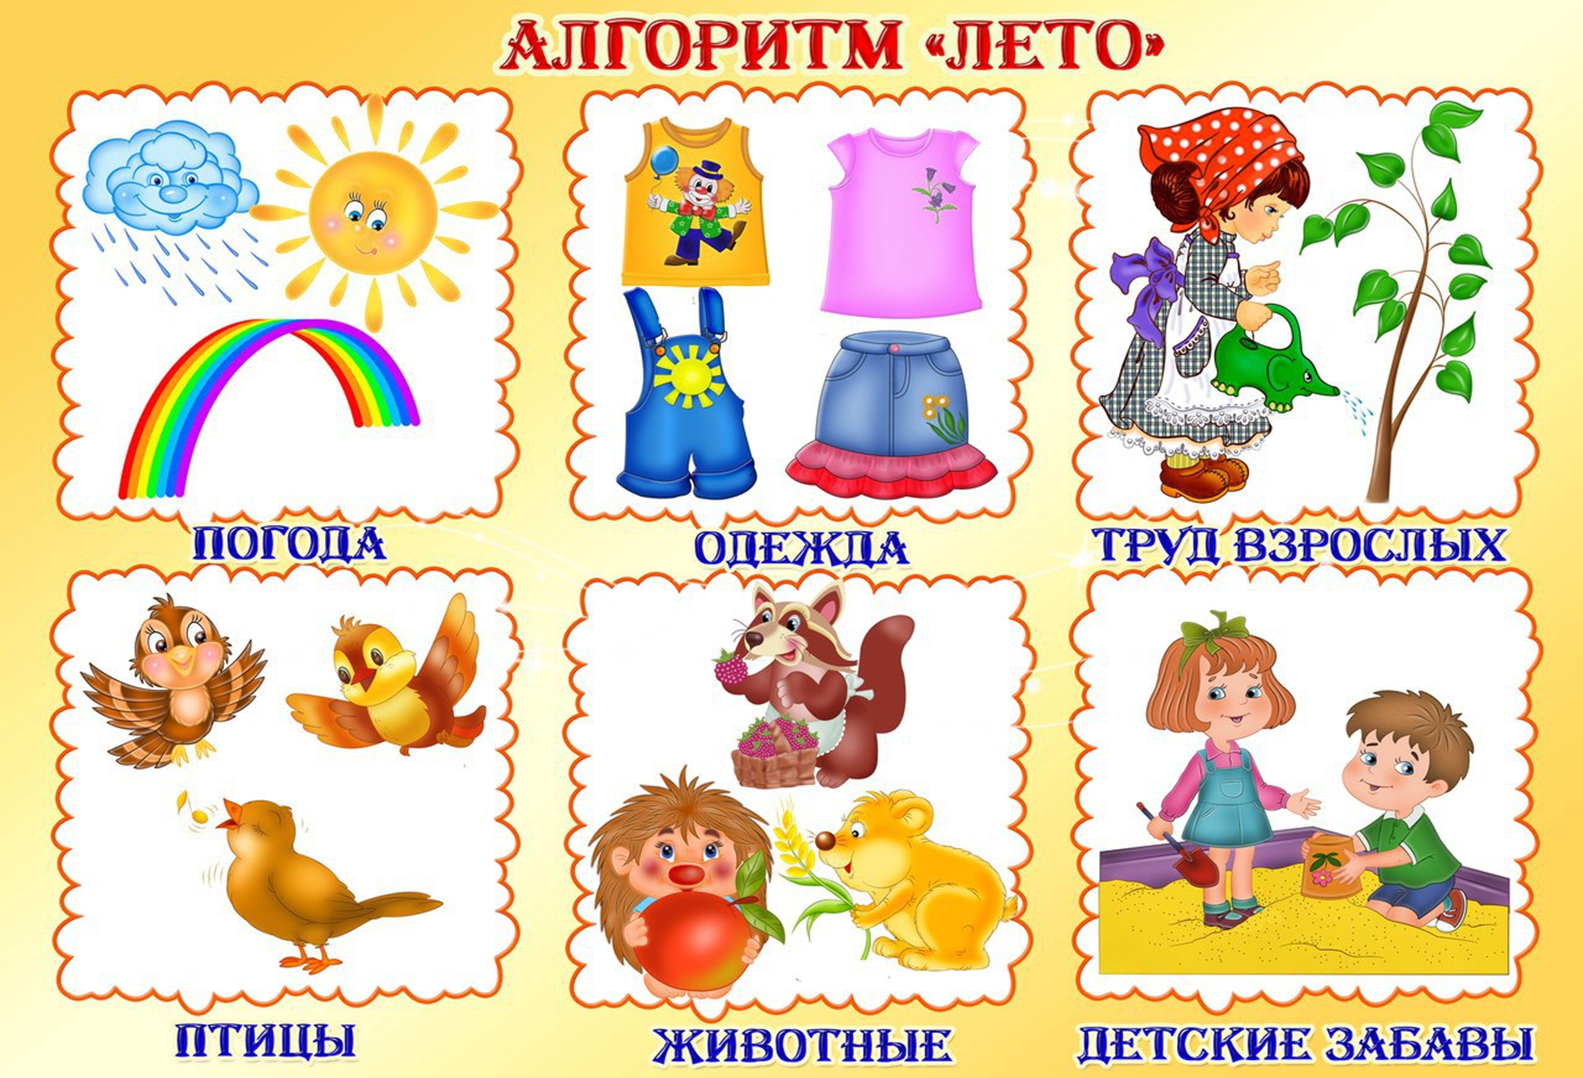 АЛГОРИТМ «ЛЕТО»
ПОГОДА
ОДЕЖДА
ТРУД ВЗРОСЛЫХ
ПТИЦЫ
ЖИВОТНЫЕ
ДЕТСКИЕ ЗАБАВЫ